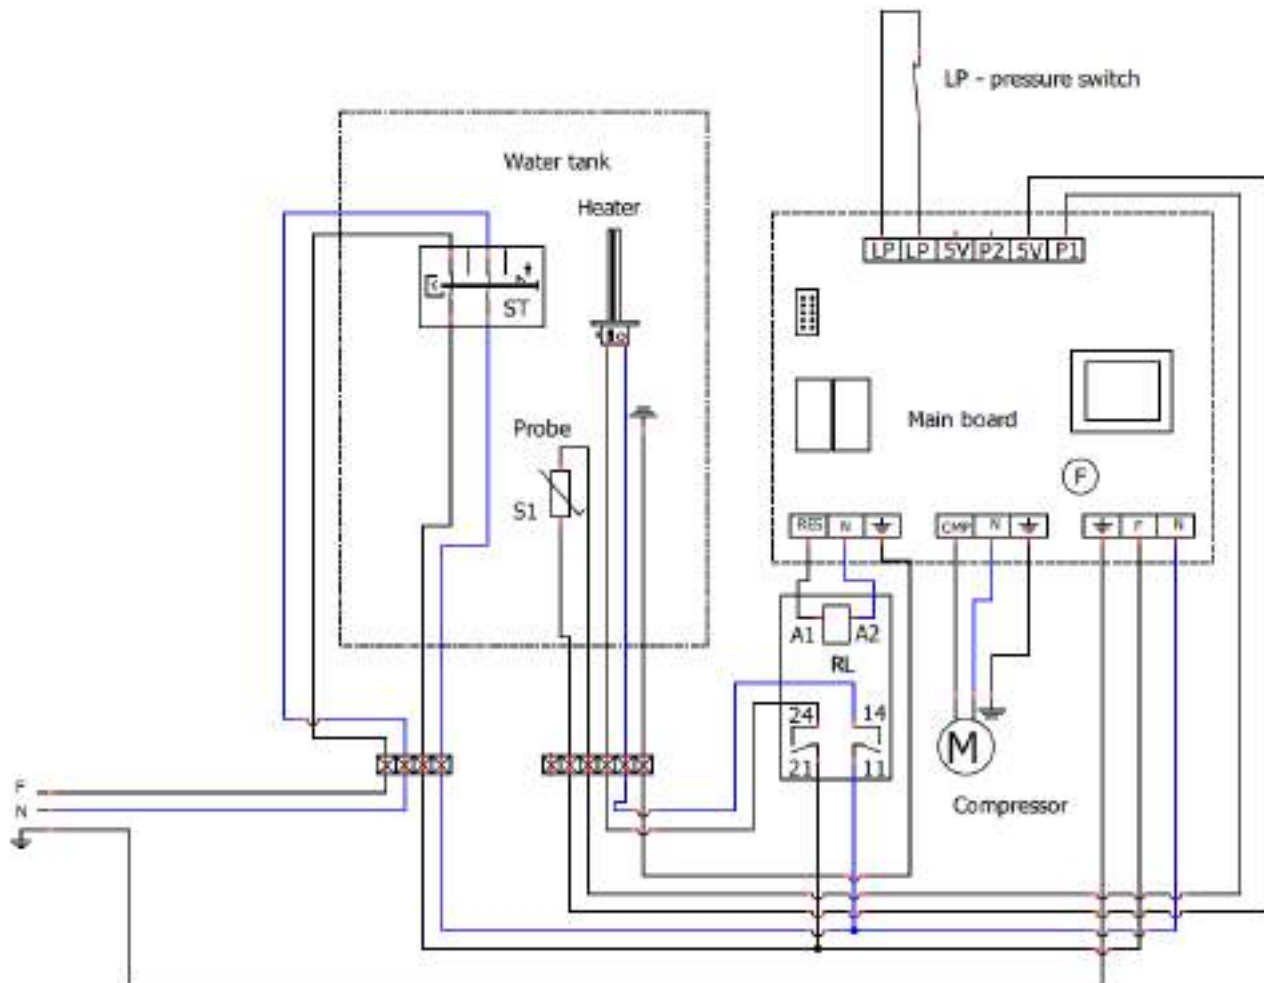 LP - pressure switch
Water tank
Heater
LP LP 5V P2 5V P1
ST
Main board
Probe
S1
F
RES N
CMP N
F N
A1 A2
RL
24 14
21 11
M
Compressor
F
N